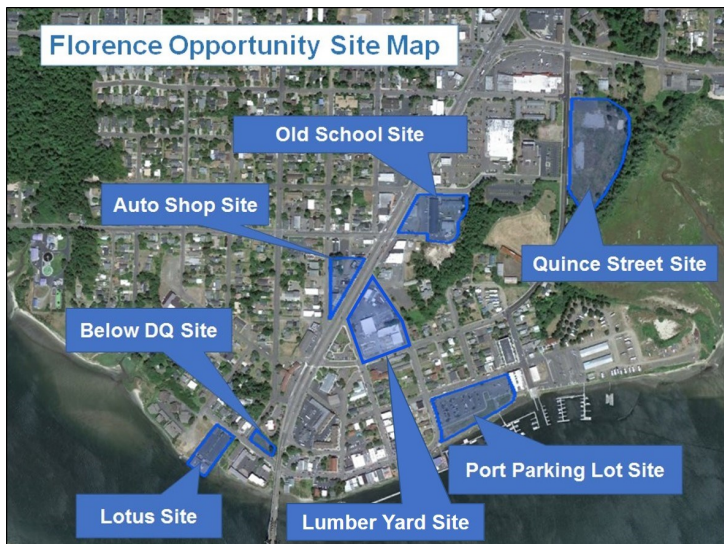 Florence Opportunity Site Map
Old School Site
Auto Shop Site
Quince Street Site
Below DQ Site
Port Parking Lot Site
Lotus Site
Lumber Yard Site